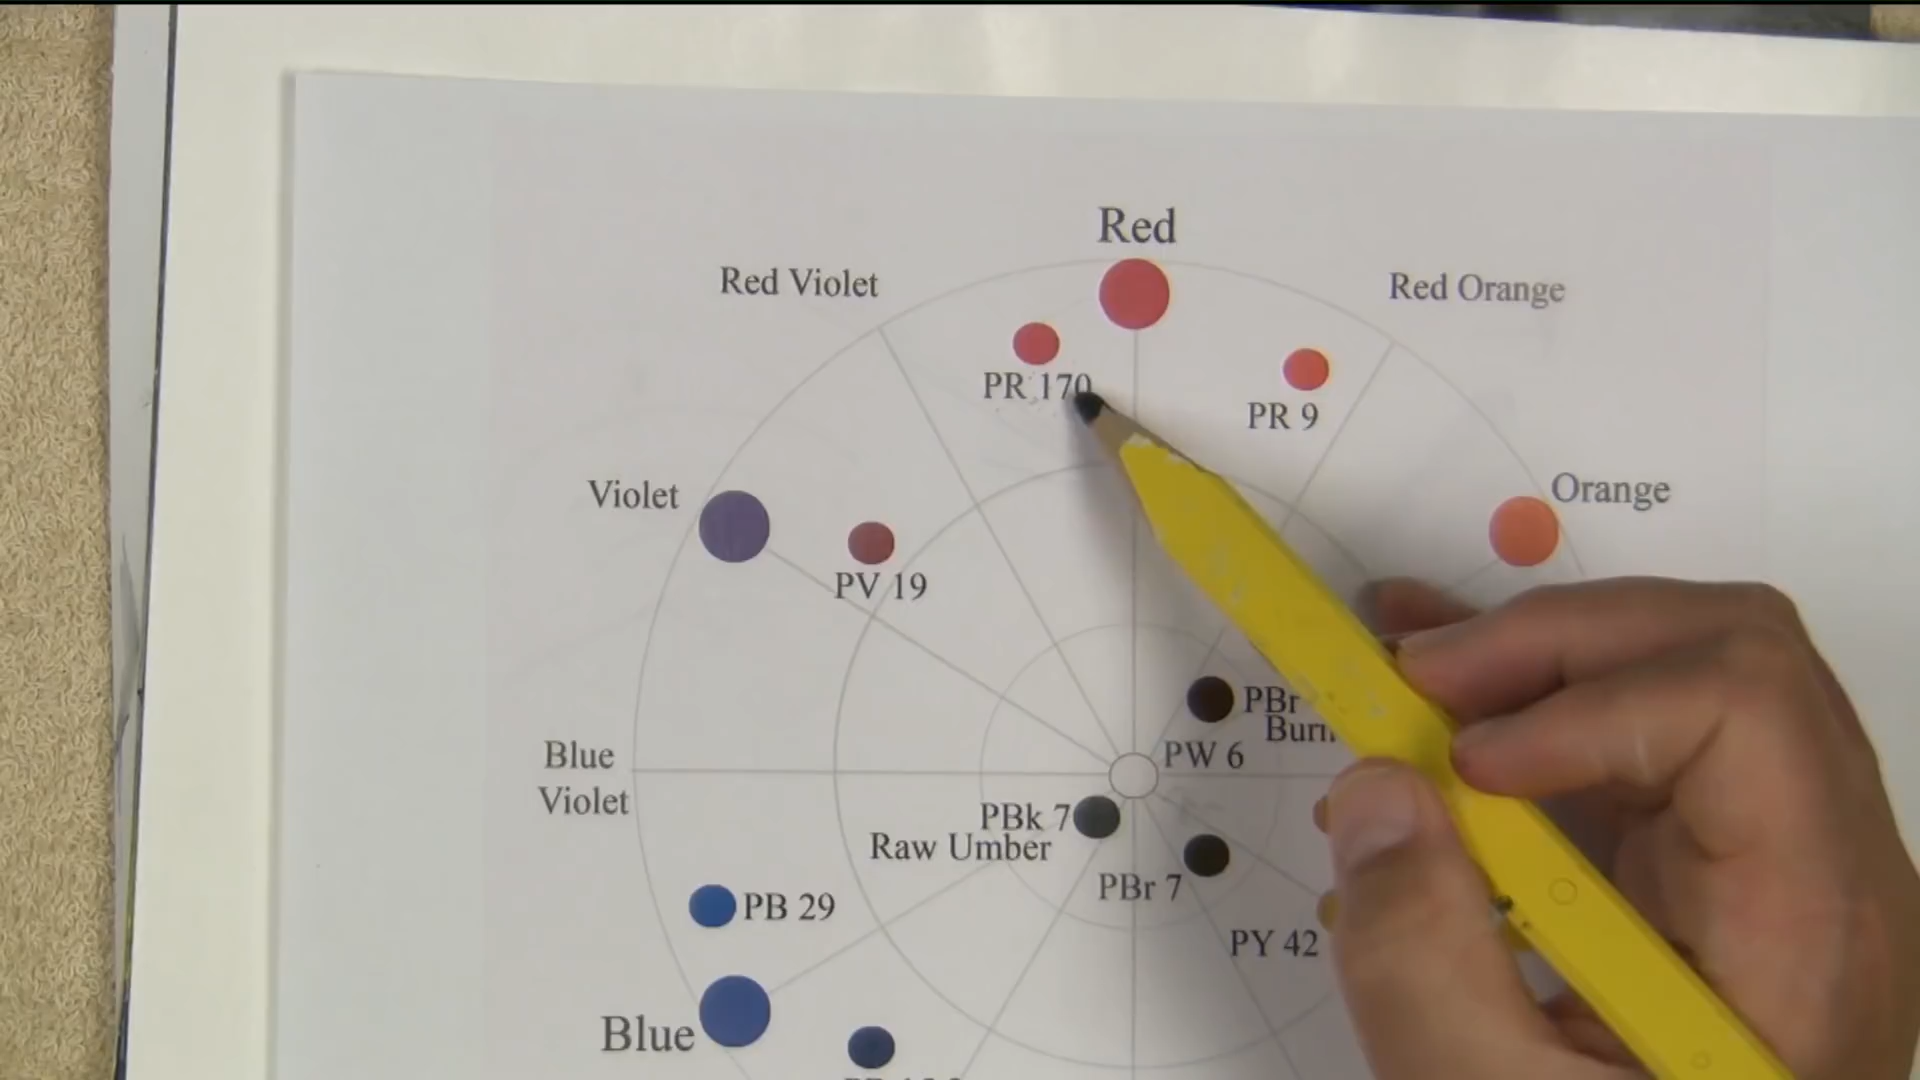 Red
Red Violet
Red Orange
PR 170
PR 9
Violet
Orange
PV 19
PBr
PW 6
Blue
Violet
PBk 7
Raw Umber
PBr 7
PB 29
PY 42
Blue